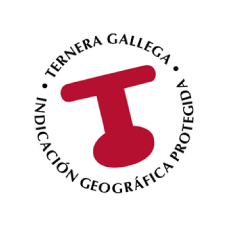 • TERNERA GALLEGA •
INDICACIÓN GEOGRÁFICA PROTEGIDA